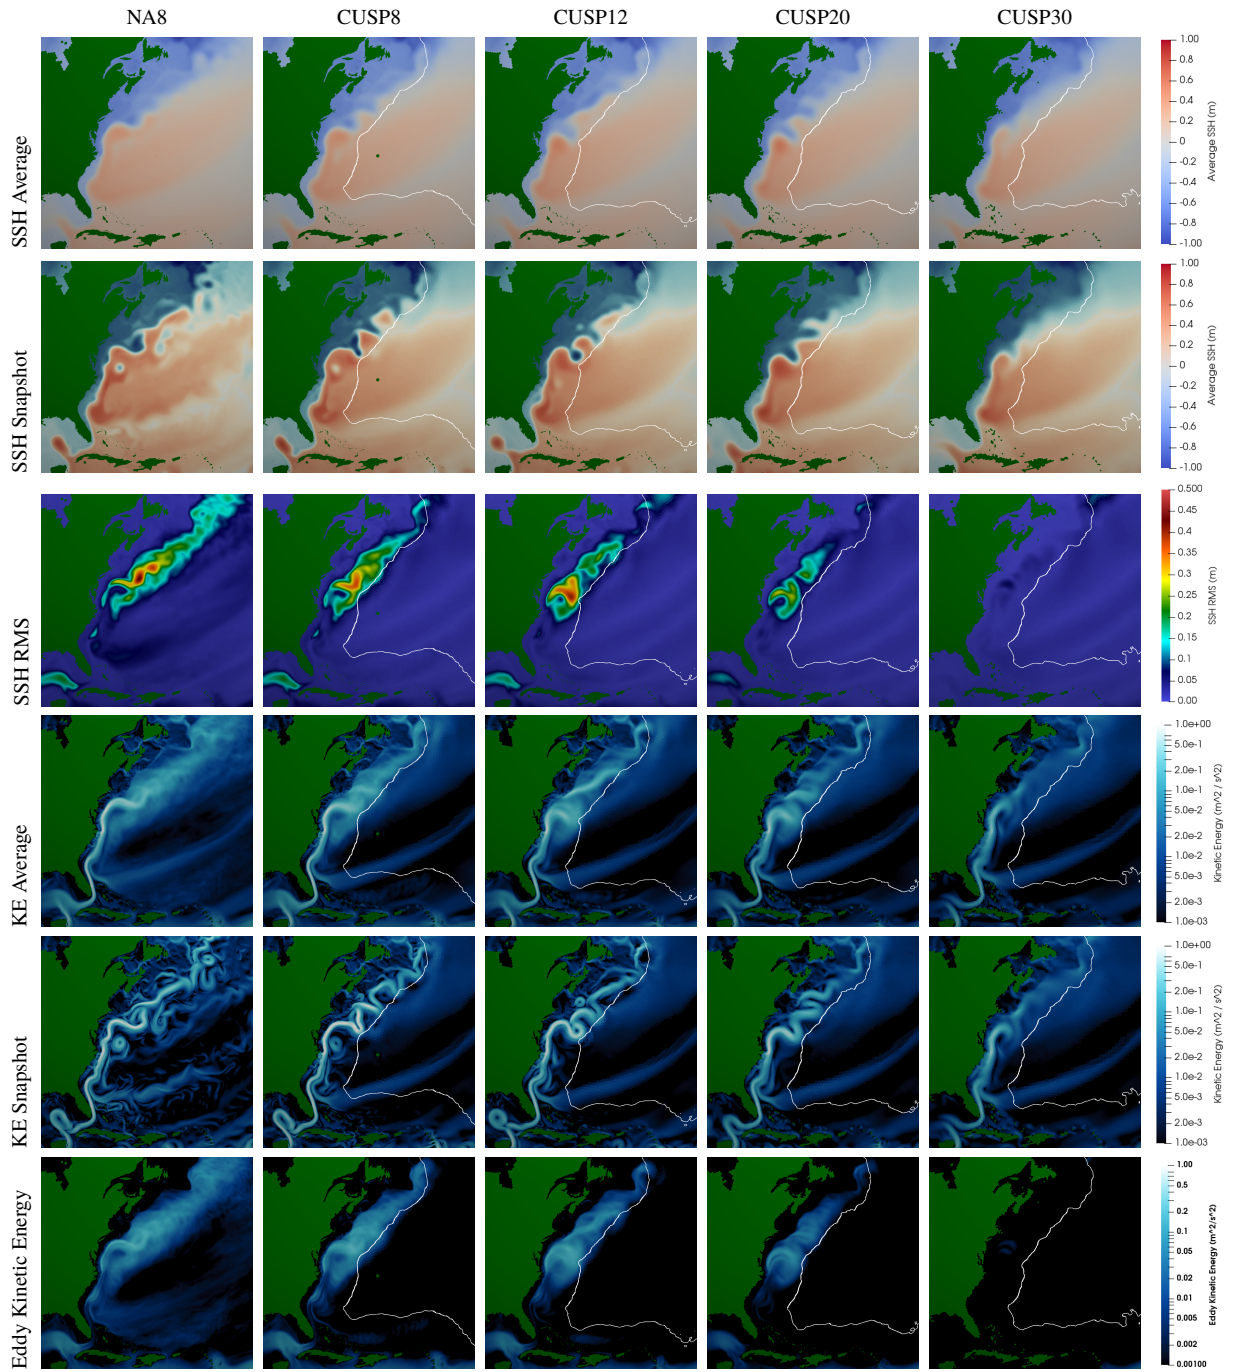 NA8 CUSP8 CUSP12 CUSP20 CUSP30
SSH Average
1.00
0.8
0.6
0.4
0.2
0
-0.2
-0.4
-0.6
-0.8
-1.00
Average SSH (m)
SSH Snapshot
1.00
0.8
0.6
0.4
0.2
0
-0.2
-0.4
-0.6
-0.8
-1.00
Average SSH (m)
SSH RMS
0.500
0.45
0.40
0.35
0.30
0.25
0.20
0.15
0.1
0.05
0.00
SSH RMS (m)
KE Average
1.0e+00
5.0e-1
2.0e-1
1.0e-1
5.0e-2
2.0e-2
1.0e-2
5.0e-3
2.0e-3
1.0e-03
Kinetic Energy (m^2 / s^2)
KE Snapshot
1.0e+00
5.0e-1
2.0e-1
1.0e-1
5.0e-2
2.0e-2
1.0e-2
5.0e-3
2.0e-3
1.0e-03
Kinetic Energy (m^2 / s^2)
Eddy Kinetic Energy
1.00
0.5
0.2
0.1
0.05
0.02
0.01
0.005
0.002
0.00100
Eddy Kinetic Energy (m^2/s^2)